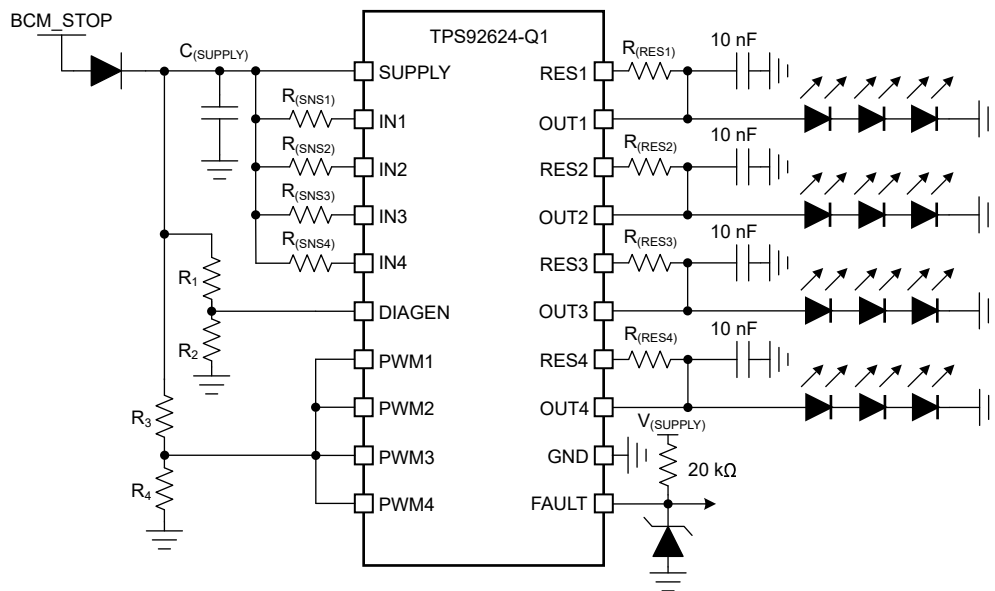 BCM_STOP
C(SUPPLY)
TPS92624-Q1
SUPPLY
R(SNS1)
IN1
R(SNS2)
IN2
R(SNS3)
IN3
R(SNS4)
IN4
R1
DIAGEN
R2
PWM1
PWM2
R3
PWM3
R4
PWM4
RES1
R(RES1)
10 nF
OUT1
RES2
R(RES2)
10 nF
OUT2
RES3
R(RES3)
10 nF
OUT3
RES4
R(RES4)
10 nF
OUT4
V(SUPPLY)
GND
20 kΩ
FAULT